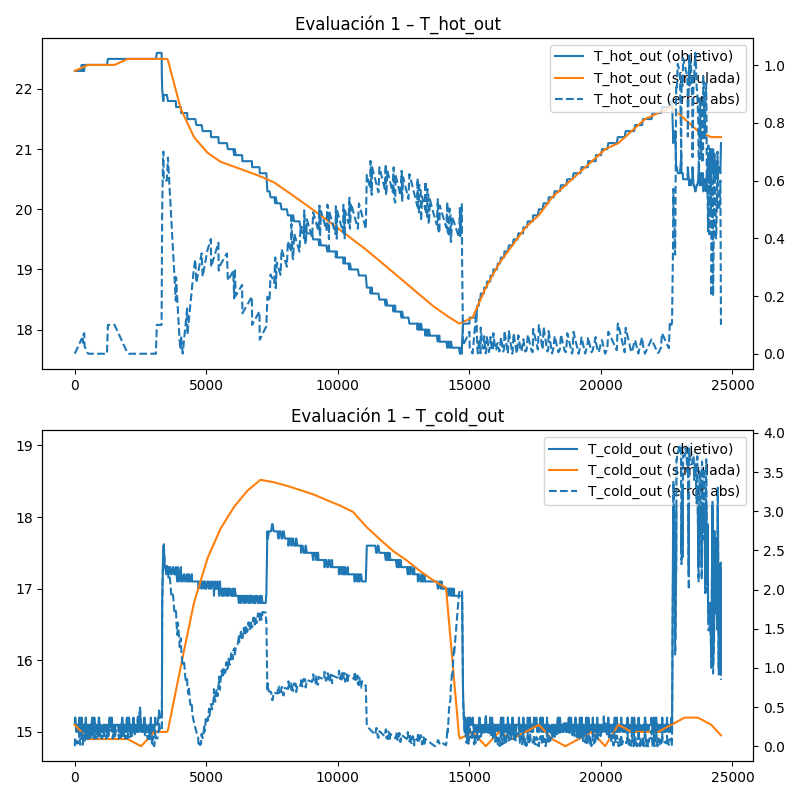 Evaluación 1 – T_hot_out
T_hot_out (objetivo)
T_hot_out (simulada)
T_hot_out (error abs)
22
21
20
19
18
1.0
0.8
0.6
0.4
0.2
0.0
0 5000 10000 15000 20000 25000
Evaluación 1 – T_cold_out
T_cold_out (objetivo)
T_cold_out (simulada)
T_cold_out (error abs)
19
18
17
16
15
4.0
3.5
3.0
2.5
2.0
1.5
1.0
0.5
0.0
0 5000 10000 15000 20000 25000